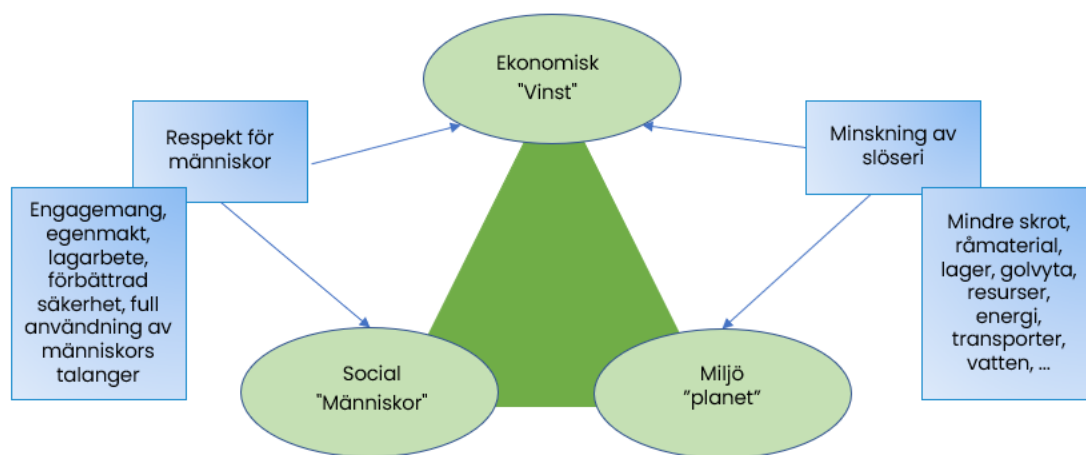 Ekonomisk
"Vinst"
Respekt för
människor
Minskning av
slöseri
Engagemang,
egenmakt,
lagarbete,
förbättrad
säkerhet, full
användning av
människors
talanger
Mindre skrot,
råmaterial,
lager, golvyta,
resurser,
energi,
transporter,
vatten, ...
Social
"Människor"
Miljö
”planet”